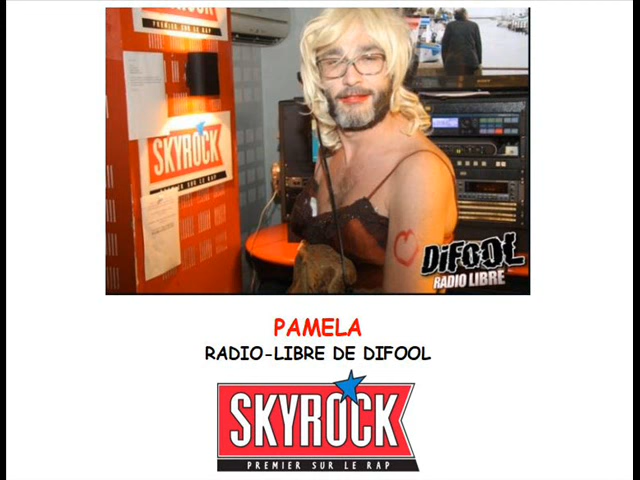 PREMIER SUR LE RAP
SKYROCK
PREMIER SUR LE RAP
DiFOOL
RADIO LIBRE
PAMELA
RADIO-LIBRE DE DIFOOL
SKYROCK
PREMIER SUR LE RAP